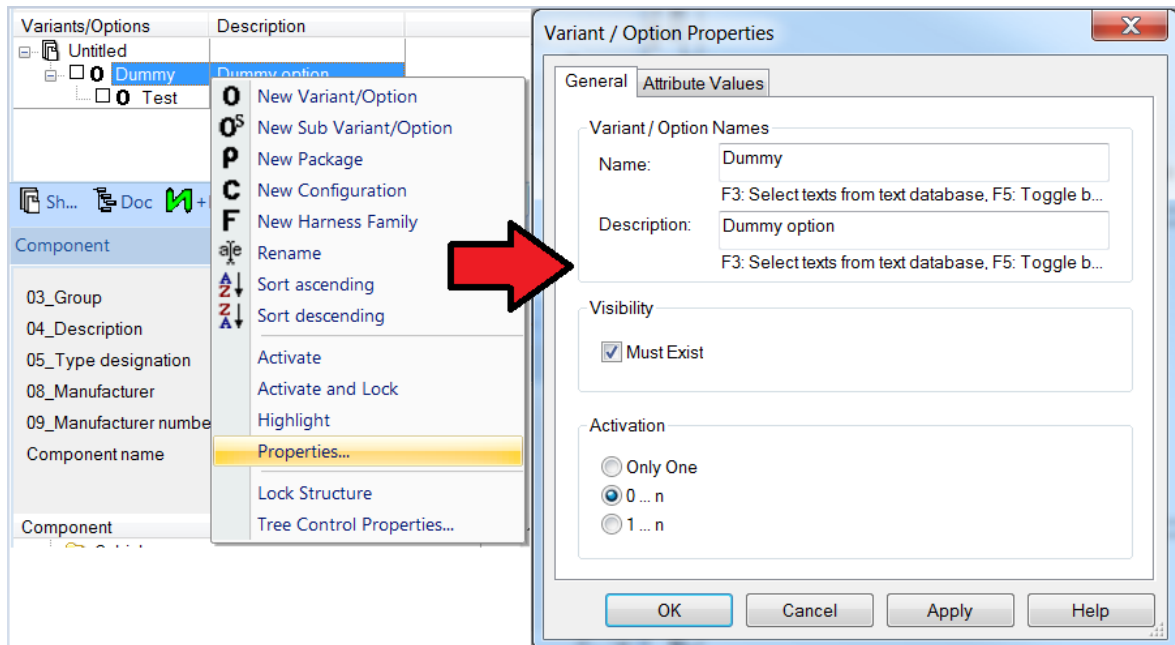 Variants/Options Description
Untitled
O Dummy Dummy option
O Test
O New Variant/Option
OS New Sub Variant/Option
P New Package
C New Configuration
F New Harness Family
a|e Rename
A Z Sort ascending
Z A Sort descending
Activate
Activate and Lock
Highlight
Properties...
Lock Structure
Tree Control Properties...
Sh... Doc +
Component
03_Group
04_Description
05_Type designation
08_Manufacturer
09_Manufacturer numbe
Component name
Component
Variant / Option Properties
General Attribute Values
Variant / Option Names
Name: Dummy
F3: Select texts from text database, F5: Toggle b...
Description: Dummy option
F3: Select texts from text database, F5: Toggle b...
Visibility
Must Exist
Activation
Only One
0 ... n
1 ... n
OK Cancel Apply Help